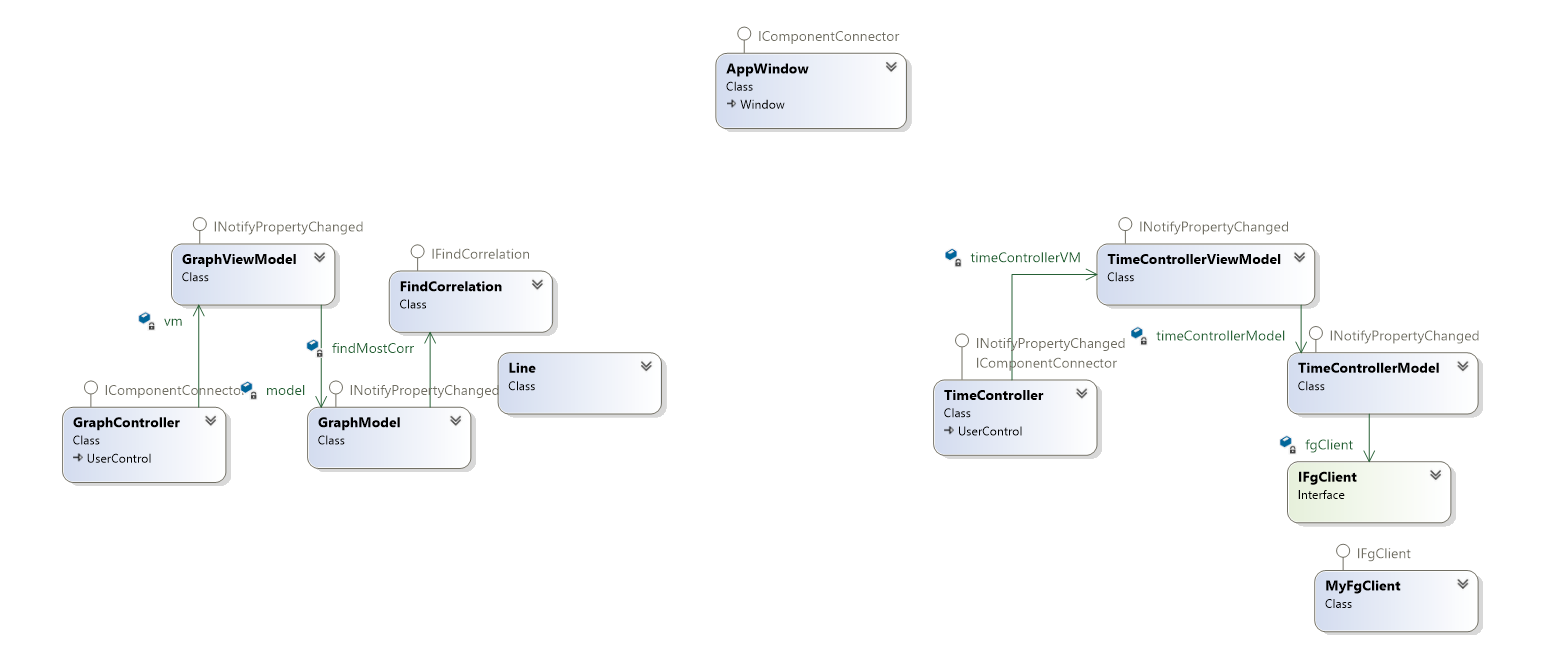 IComponentConnector
AppWindow
Class
Window
INotifyPropertyChanged
GraphViewModel
Class
IFindCorrelation
FindCorrelation
Class
vm
findMostCorr
Line
Class
IComponentConnector
model
INotifyPropertyChanged
GraphController
Class
UserControl
GraphModel
Class
INotifyPropertyChanged
timeControllerVM
TimeControllerViewModel
Class
timeControllerModel
INotifyPropertyChanged
INotifyPropertyChanged
IComponentConnector
TimeControllerModel
Class
TimeController
Class
UserControl
fgClient
IFgClient
Interface
IFgClient
MyFgClient
Class